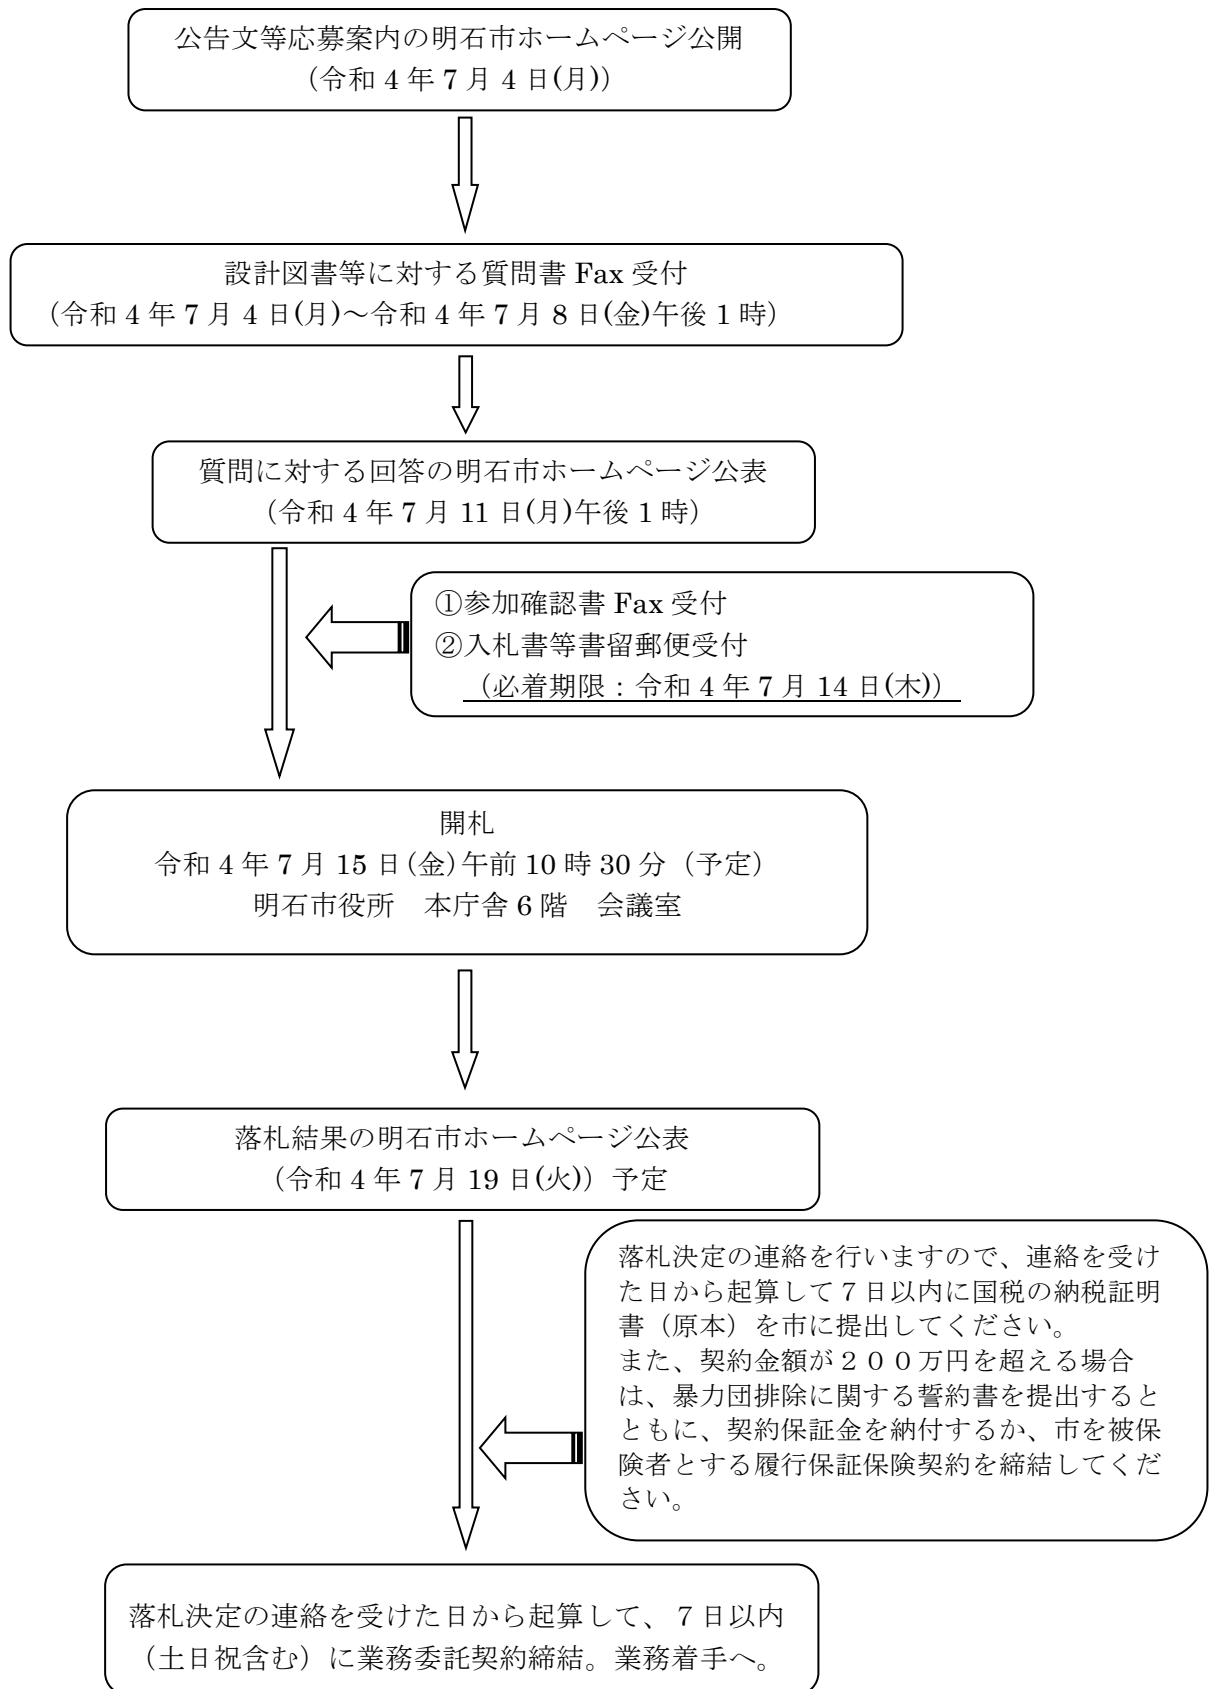 公告文等応募案内の明石市ホームページ公開
（令和 4 年 7 月 4 日(月)）
設計図書等に対する質問書 Fax 受付
（令和 4 年 7 月 4 日(月)～令和 4 年 7 月 8 日(金)午後 1 時）
質問に対する回答の明石市ホームページ公表
（令和 4 年 7 月 11 日(月)午後 1 時）
①参加確認書 Fax 受付
②入札書等書留郵便受付
（必着期限：令和 4 年 7 月 14 日(木)）
開札
令和 4 年 7 月 15 日(金)午前 10 時 30 分（予定）
明石市役所　本庁舎 6 階　会議室
落札結果の明石市ホームページ公表
（令和 4 年 7 月 19 日(火)）予定
落札決定の連絡を行いますので、連絡を受け
た日から起算して７日以内に国税の納税証明
書（原本）を市に提出してください。
また、契約金額が２００万円を超える場合
は、暴力団排除に関する誓約書を提出すると
ともに、契約保証金を納付するか、市を被保
険者とする履行保証保険契約を締結してくだ
さい。
落札決定の連絡を受けた日から起算して、７日以内
（土日祝含む）に業務委託契約締結。業務着手へ。